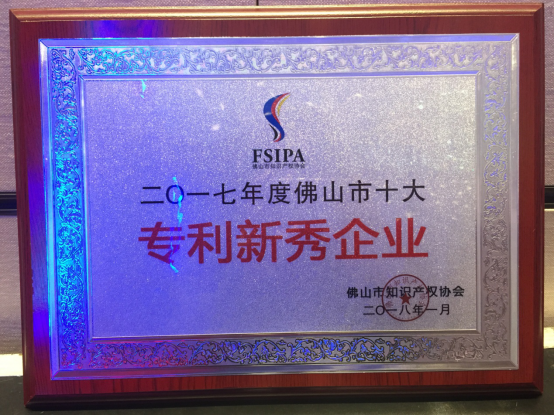 FSIPA
佛山市知识产权协会
二〇一七年度佛山市十大
专利新秀企业
佛山市知识产权协会
二〇一八年一月